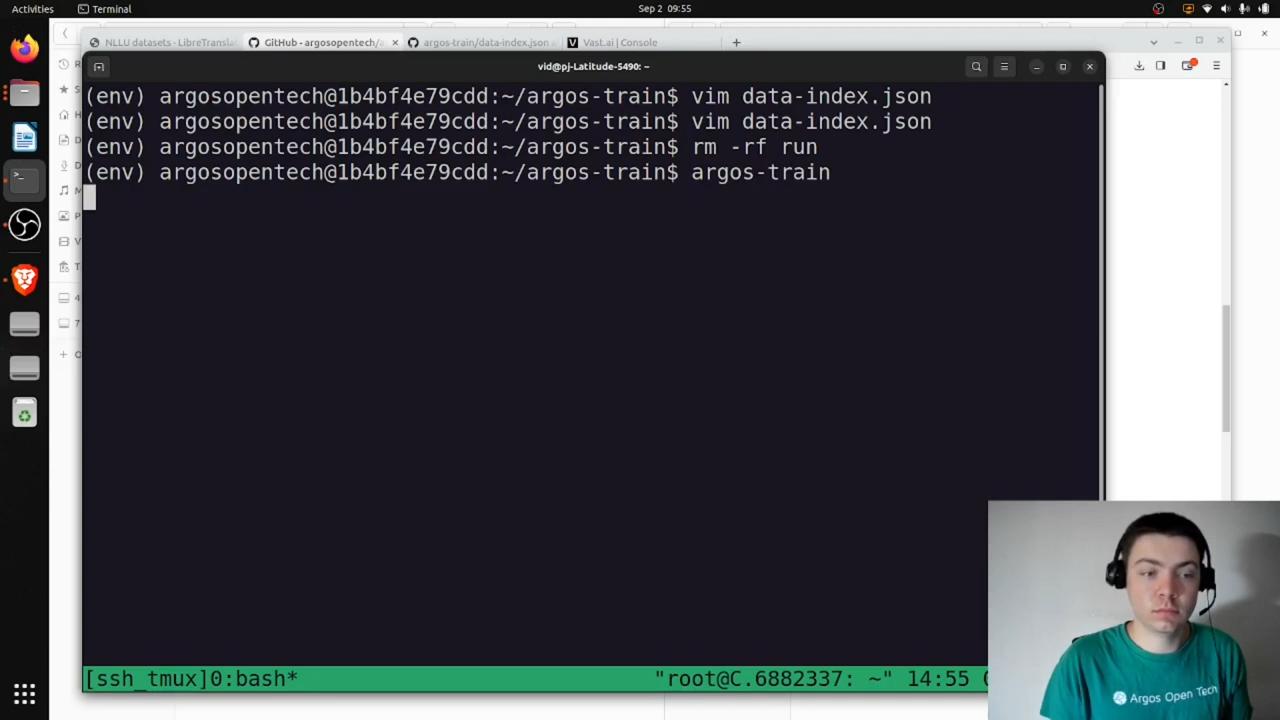 Activities
Terminal
Sep 2 09:55
NLLU datasets - LibreTransla
GitHub - argosopentech/a
argos-train/data-index.json
Vast.ai | Console
vid@pj-Latitude-5490: ~
(env) argosopentech@1b4bf4e79cdd:~/argos-train$ vim data-index.json
(env) argosopentech@1b4bf4e79cdd:~/argos-train$ vim data-index.json
(env) argosopentech@1b4bf4e79cdd:~/argos-train$ rm -rf run
(env) argosopentech@1b4bf4e79cdd:~/argos-train$ argos-train
[ssh_tmux]0:bash*
"root@C.6882337: ~" 14:55
Argos Open Tech